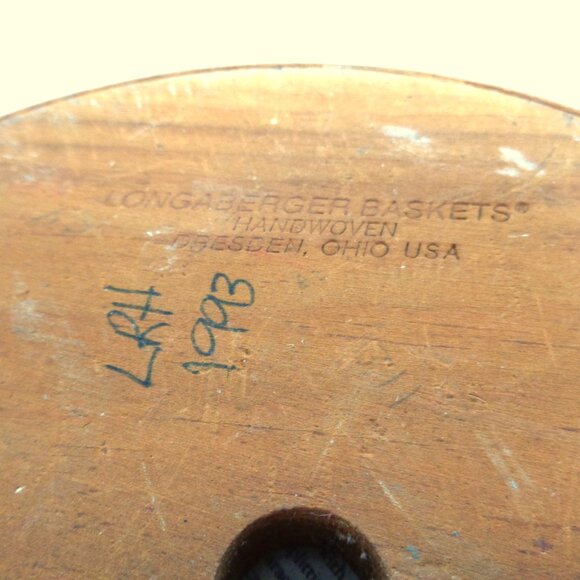 LONGABERGER BASKETS®
HANDWOVEN
DRESDEN, OHIO USA
LRH
1993